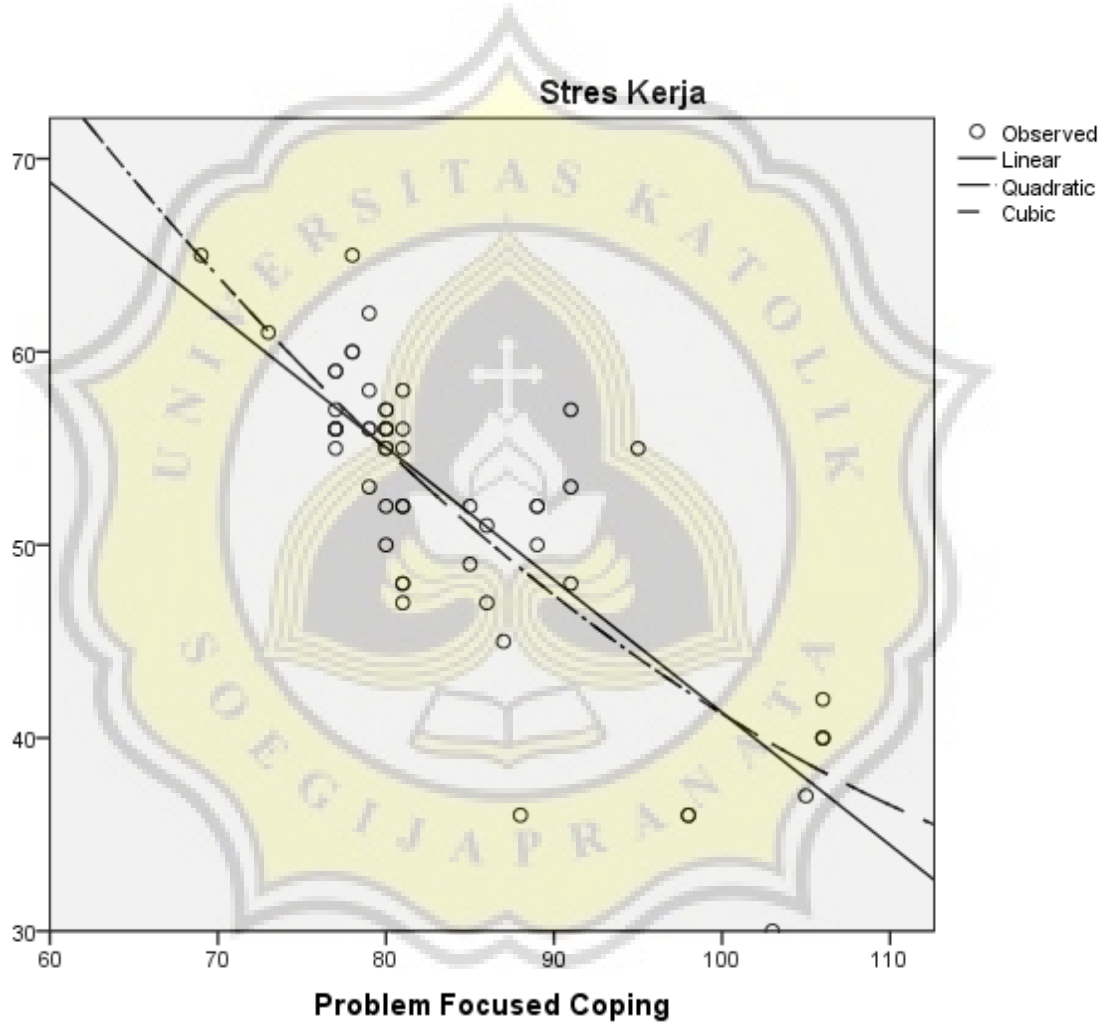 Stres Kerja
Observed
Linear
Quadratic
Cubic
70
60
50
40
30
60 70 80 90 100 110
Problem Focused Coping
UNIVERSITAS KATOLIK
SOEGIJAPRANATA